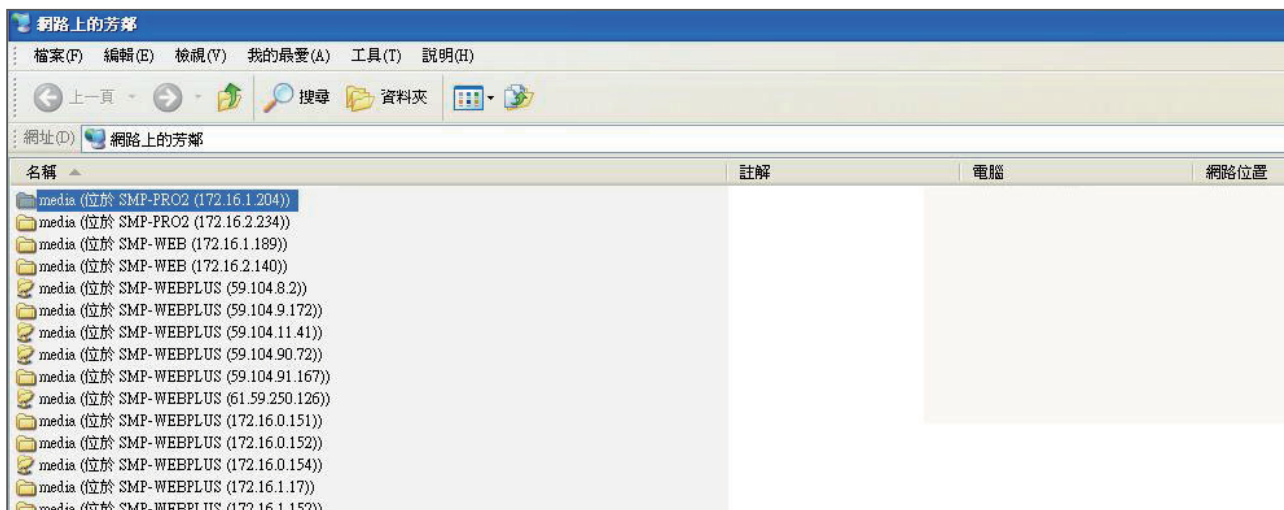 網路上的芳鄰
檔案(F) 編輯(E) 檢視(V) 我的最愛(A) 工具(T) 說明(H)
上一頁 搜尋 資料夾
網址(D) 網路上的芳鄰
名稱 註解 電腦 網路位置
media (位於 SMP-PRO2 (172.16.1.204))
media (位於 SMP-PRO2 (172.16.2.234))
media (位於 SMP-WEB (172.16.1.189))
media (位於 SMP-WEB (172.16.2.140))
media (位於 SMP-WEBPLUS (59.104.8.2))
media (位於 SMP-WEBPLUS (59.104.9.172))
media (位於 SMP-WEBPLUS (59.104.11.41))
media (位於 SMP-WEBPLUS (59.104.90.72))
media (位於 SMP-WEBPLUS (59.104.91.167))
media (位於 SMP-WEBPLUS (61.59.250.126))
media (位於 SMP-WEBPLUS (172.16.0.151))
media (位於 SMP-WEBPLUS (172.16.0.152))
media (位於 SMP-WEBPLUS (172.16.0.154))
media (位於 SMP-WEBPLUS (172.16.1.17))
media (位於 SMP-WEBPLUS (172.16.1.152))